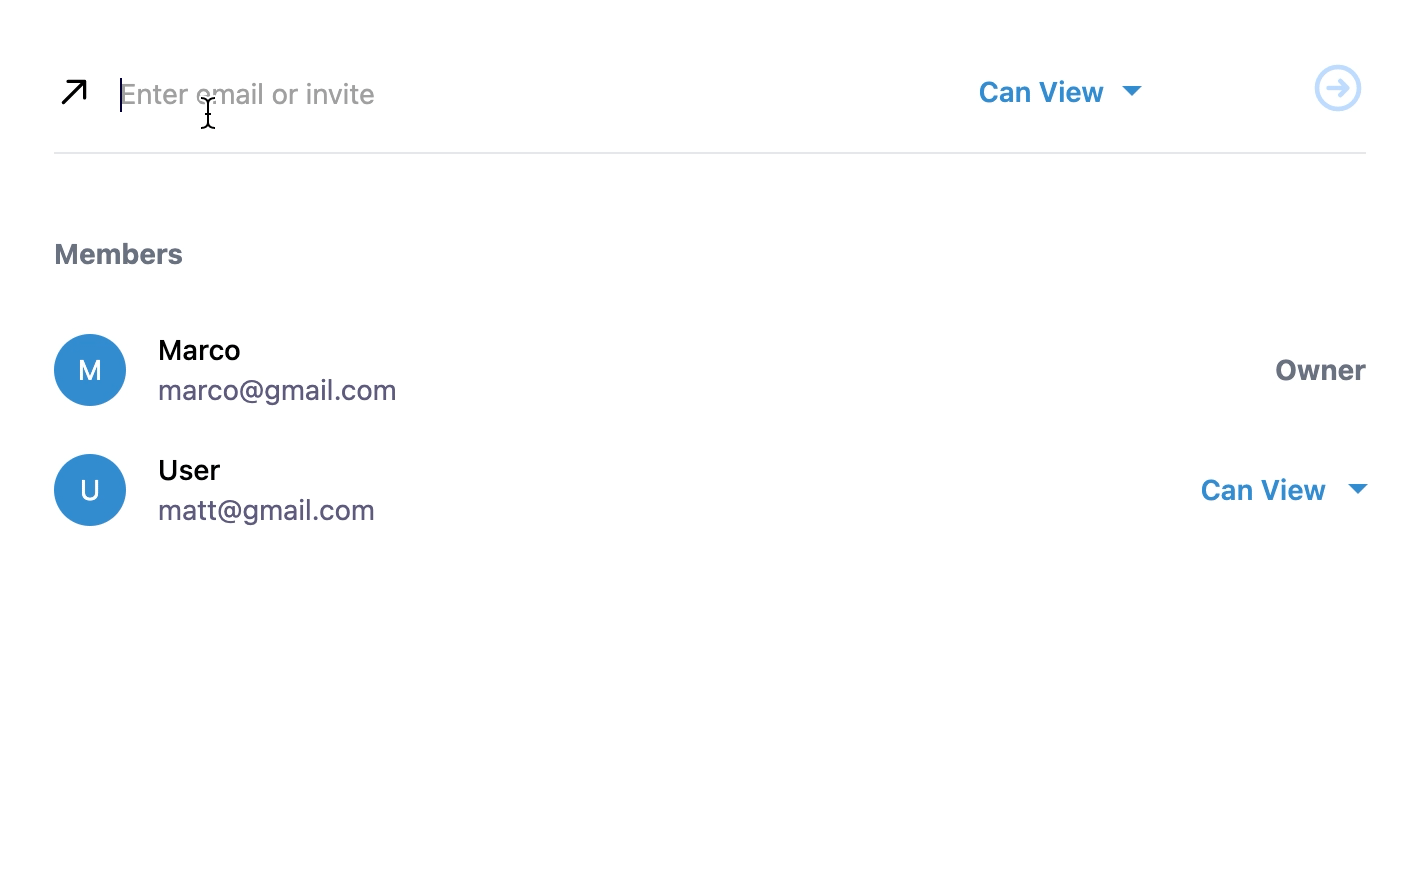 Enter email or invite Can View
Members
M Marco
marco@gmail.com Owner
U User
matt@gmail.com Can View